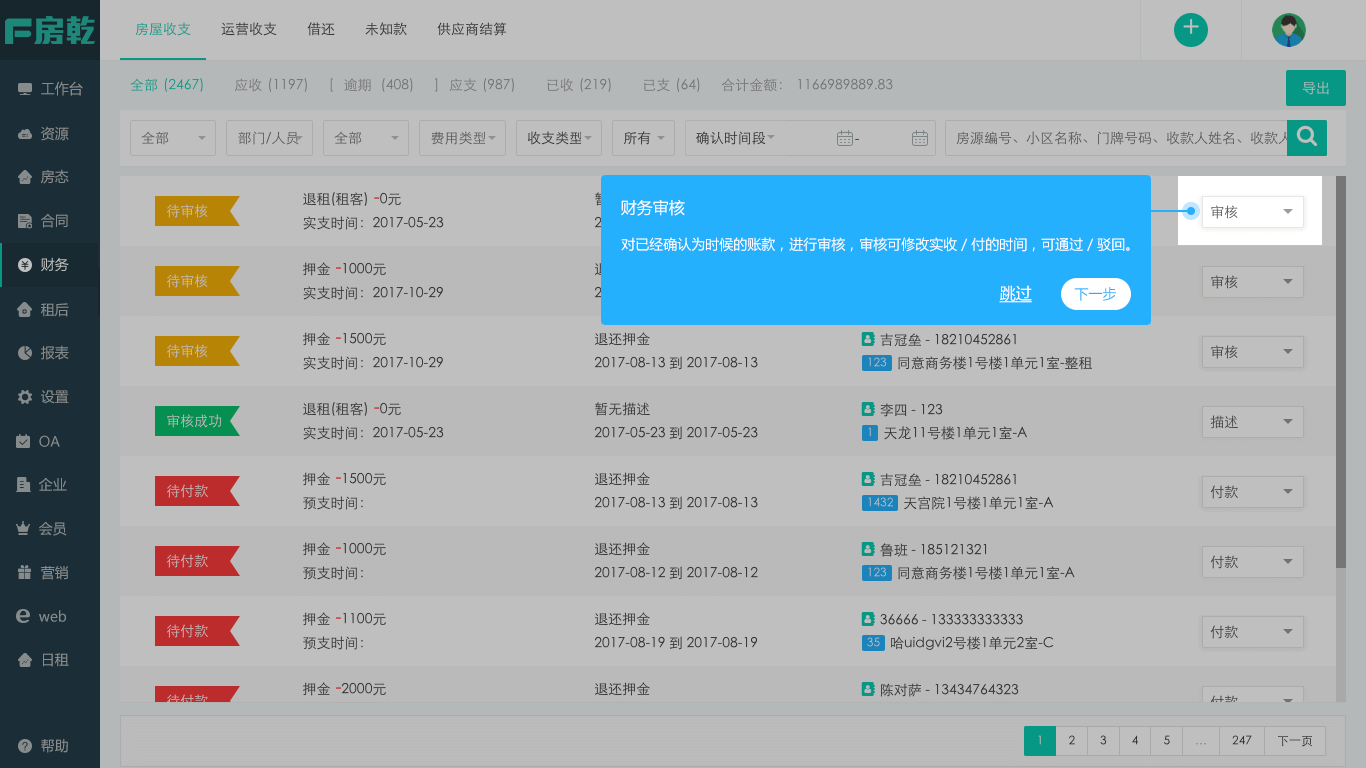 房乾
房屋收支 运营收支 借还 未知款 供应商结算
工作台
资源
房态
合同
财务
租后
报表
设置
OA
企业
会员
营销
web
日租
帮助
全部 (2467) 应收 (1197) [ 逾期 (408) ] 应支 (987) 已收 (219) 已支 (64) 合计金额： 1166989889.83
导出
全部 部门/人员 全部 费用类型 收支类型 所有 确认时间段 - 房源编号、小区名称、门牌号码、收款人姓名、收款人
待审核
退租(租客) -0元
实支时间：2017-05-23
审核
财务审核
对已经确认为时候的账款，进行审核，审核可修改实收 / 付的时间，可通过 / 驳回。
跳过 下一步
待审核
押金 -1000元
实支时间：2017-10-29
审核
待审核
押金 -1500元
实支时间：2017-10-29
退还押金
2017-08-13 到 2017-08-13
吉冠垒 - 18210452861
123 同意商务楼1号楼1单元1室-整租
审核
审核成功
退租(租客) -0元
实支时间：2017-05-23
暂无描述
2017-05-23 到 2017-05-23
李四 - 123
1 天龙11号楼1单元1室-A
描述
待付款
押金 -1500元
预支时间：
退还押金
2017-08-13 到 2017-08-13
吉冠垒 - 18210452861
1432 天宫院1号楼1单元1室-A
付款
待付款
押金 -1000元
预支时间：
退还押金
2017-08-12 到 2017-08-12
鲁班 - 185121321
123 同意商务楼1号楼1单元1室-A
付款
待付款
押金 -1100元
预支时间：
退还押金
2017-08-19 到 2017-08-19
36666 - 133333333333
35 哈uidgvi2号楼1单元2室-C
付款
待付款
押金 -2000元
退还押金
陈对萨 - 13434764323
付款
1 2 3 4 5 ... 247 下一页